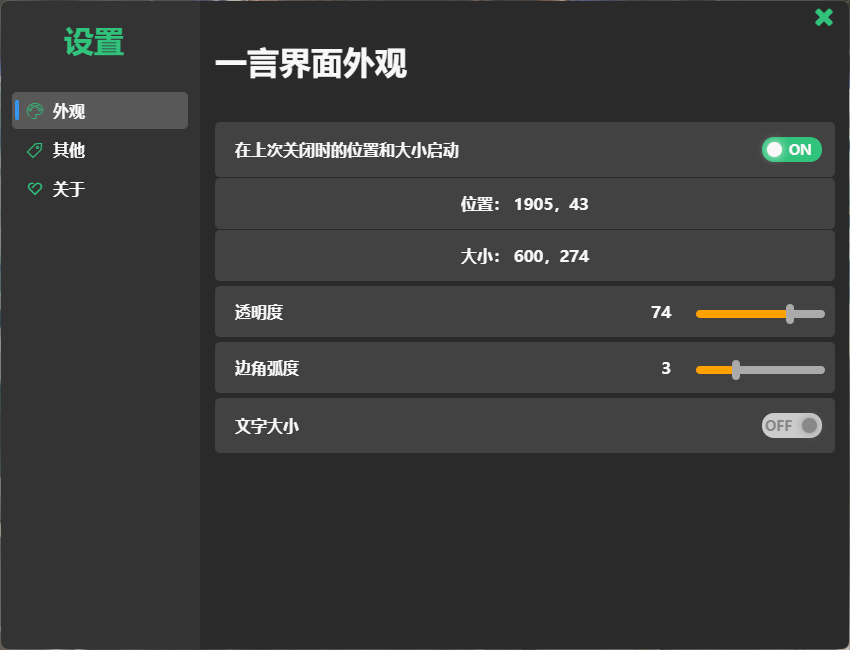 设置
外观
其他
关于
一言界面外观
在上次关闭时的位置和大小启动 ON
位置： 1905，43
大小： 600，274
透明度 74
边角弧度 3
文字大小 OFF